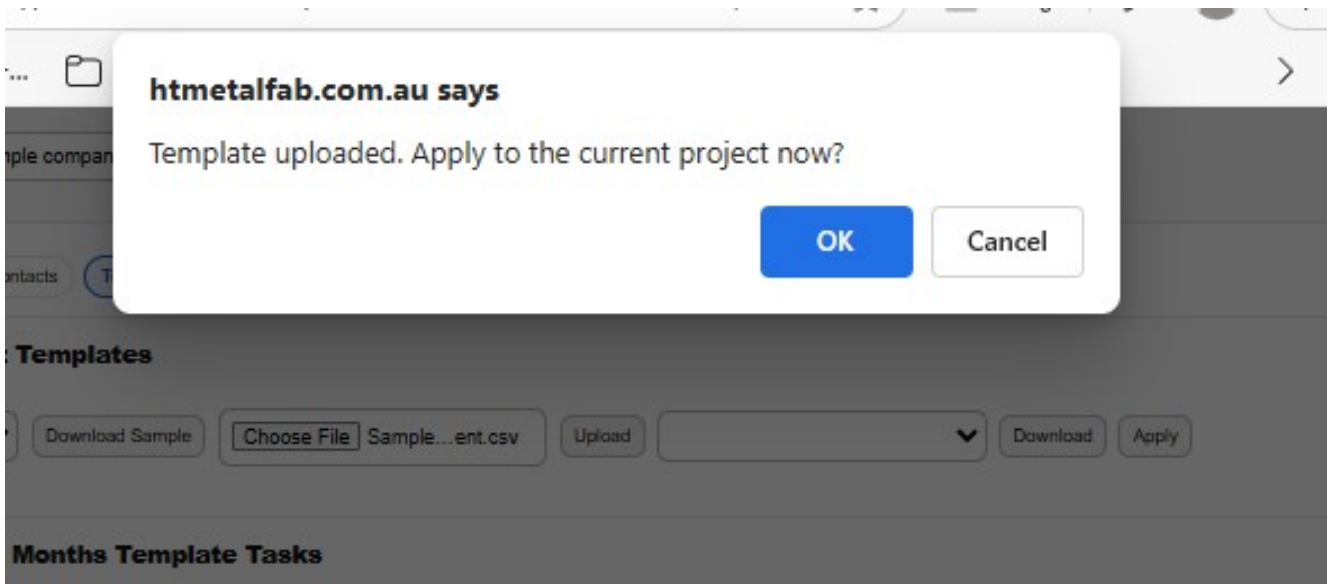 ...
htmetalfab.com.au says
Template uploaded. Apply to the current project now?
OK Cancel
Templates
Download Sample Choose File Sample...ent.csv Upload Download Apply
Months Template Tasks